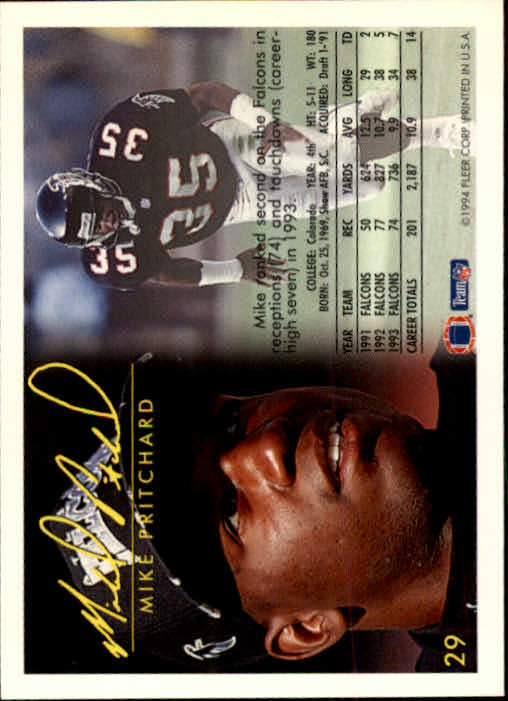 Mike Pritchard
MIKE PRITCHARD
35
35
35
Mike ranked second on the Falcons in
receptions (74) and touchdowns (career-
high seven) in 1993.
COLLEGE: Colorado YEAR: 4th HT: 5-11 WT: 180
BORN: Oct. 25, 1969, Shaw AFB, S.C. ACQUIRED: Draft 1-91
YEAR TEAM REC YARDS AVG LONG TD
1991 FALCONS 50 624 12.5 29 2
1992 FALCONS 77 827 10.7 38 5
1993 FALCONS 74 736 9.9 34 7
CAREER TOTALS 201 2,187 10.9 38 14
Team NFL
©1994 FLEER CORP./PRINTED IN U.S.A.
29